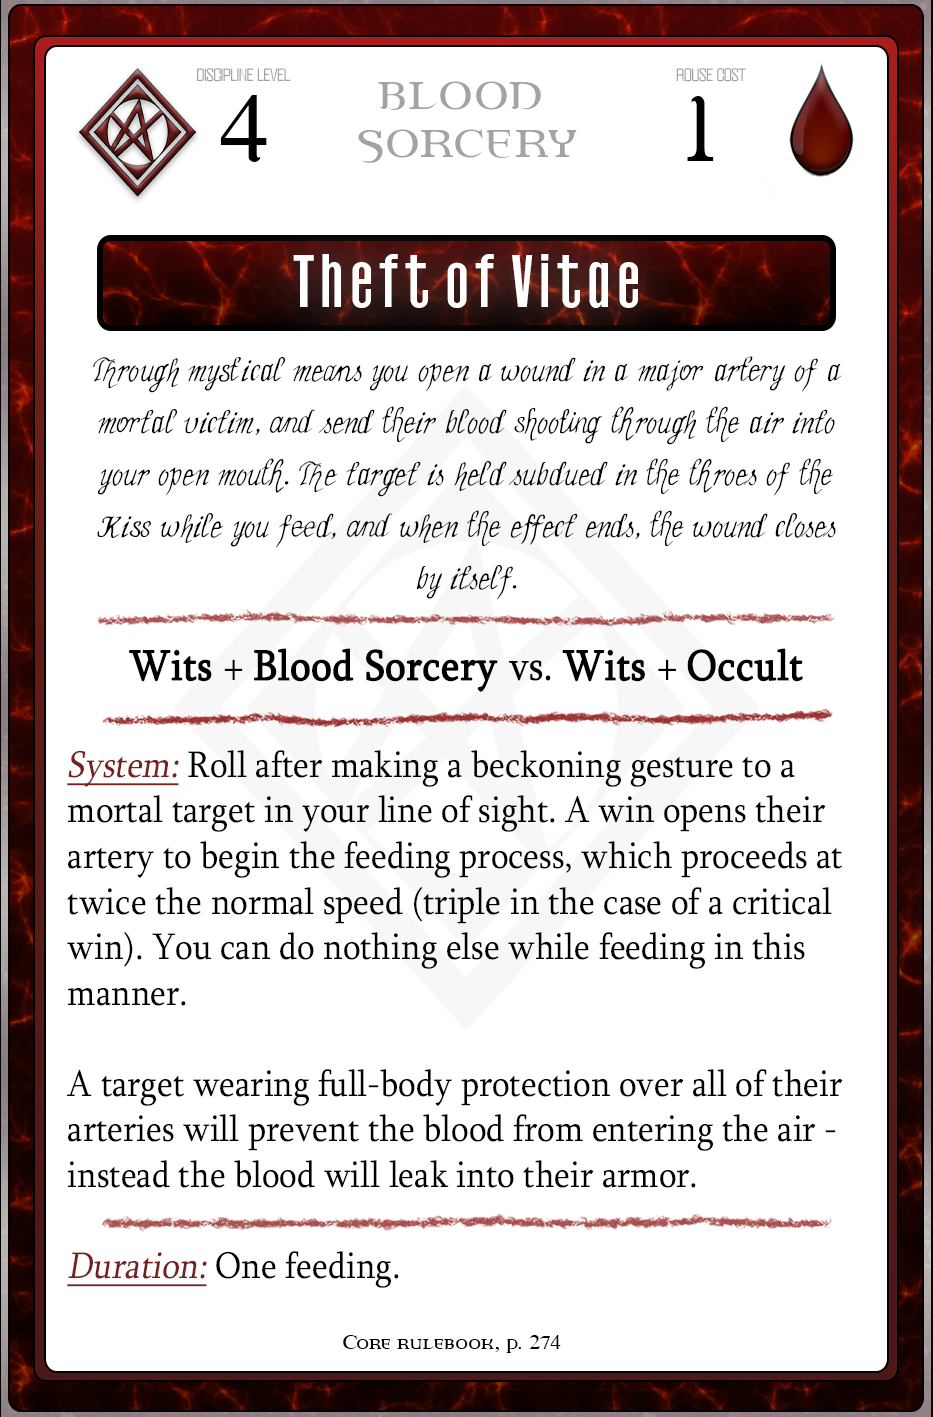 DISCIPLINE LEVEL
4
BLOOD
SORCERY
ROUSE COST
1
Theft of Vitae
Through mystical means you open a wound in a major artery of a
mortal victim, and send their blood shooting through the air into
your open mouth. The target is held subdued in the throes of the
Kiss while you feed, and when the effect ends, the wound closes
by itself.
Wits + Blood Sorcery vs. Wits + Occult
System: Roll after making a beckoning gesture to a
mortal target in your line of sight. A win opens their
artery to begin the feeding process, which proceeds at
twice the normal speed (triple in the case of a critical
win). You can do nothing else while feeding in this
manner.
A target wearing full-body protection over all of their
arteries will prevent the blood from entering the air -
instead the blood will leak into their armor.
Duration: One feeding.
Core rulebook, p. 274